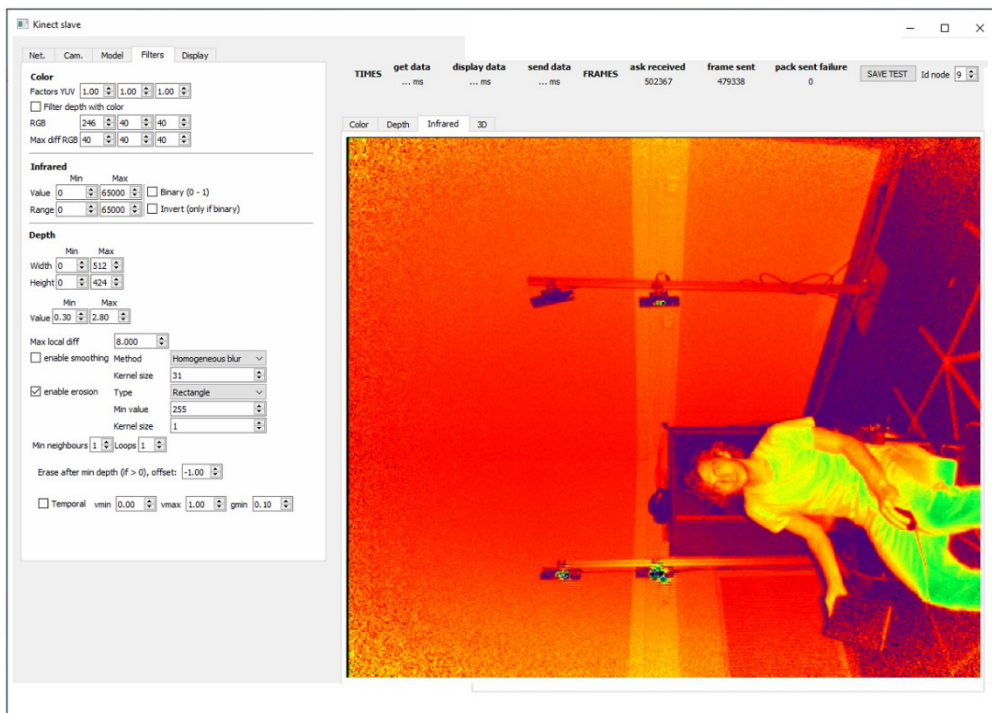 Kinect slave
Net. Cam. Model Filters Display
Color
Factors YUV 1.00 1.00 1.00
Filter depth with color
RGB 246 40 40
Max diff RGB 40 40 40
Infrared
Min Max
Value 0 65000 Binary (0 - 1)
Range 0 65000 Invert (only if binary)
Depth
Min Max
Width 0 512
Height 0 424
Min Max
Value 0.30 2.80
Max local diff 8.000
enable smoothing Method Homogeneous blur
Kernel size 31
enable erosion Type Rectangle
Min value 255
Kernel size 1
Min neighbours 1 Loops 1
Erase after min depth (if > 0), offset: -1.00
Temporal vmin 0.00 vmax 1.00 gmin 0.10
TIMES get data display data send data FRAMES ask received frame sent pack sent failure SAVE TEST Id node 9
... ms ... ms ... ms 502367 479338 0
Color Depth Infrared 3D